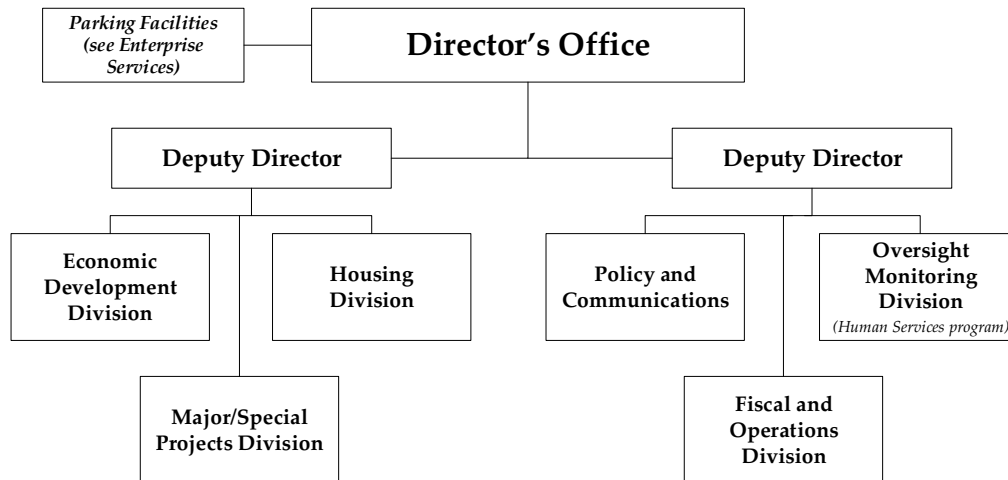 Parking Facilities
(see Enterprise
Services)
Director’s Office
Deputy Director
Deputy Director
Economic
Development
Division
Housing
Division
Policy and
Communications
Oversight
Monitoring
Division
(Human Services program)
Major/Special
Projects Division
Fiscal and
Operations
Division